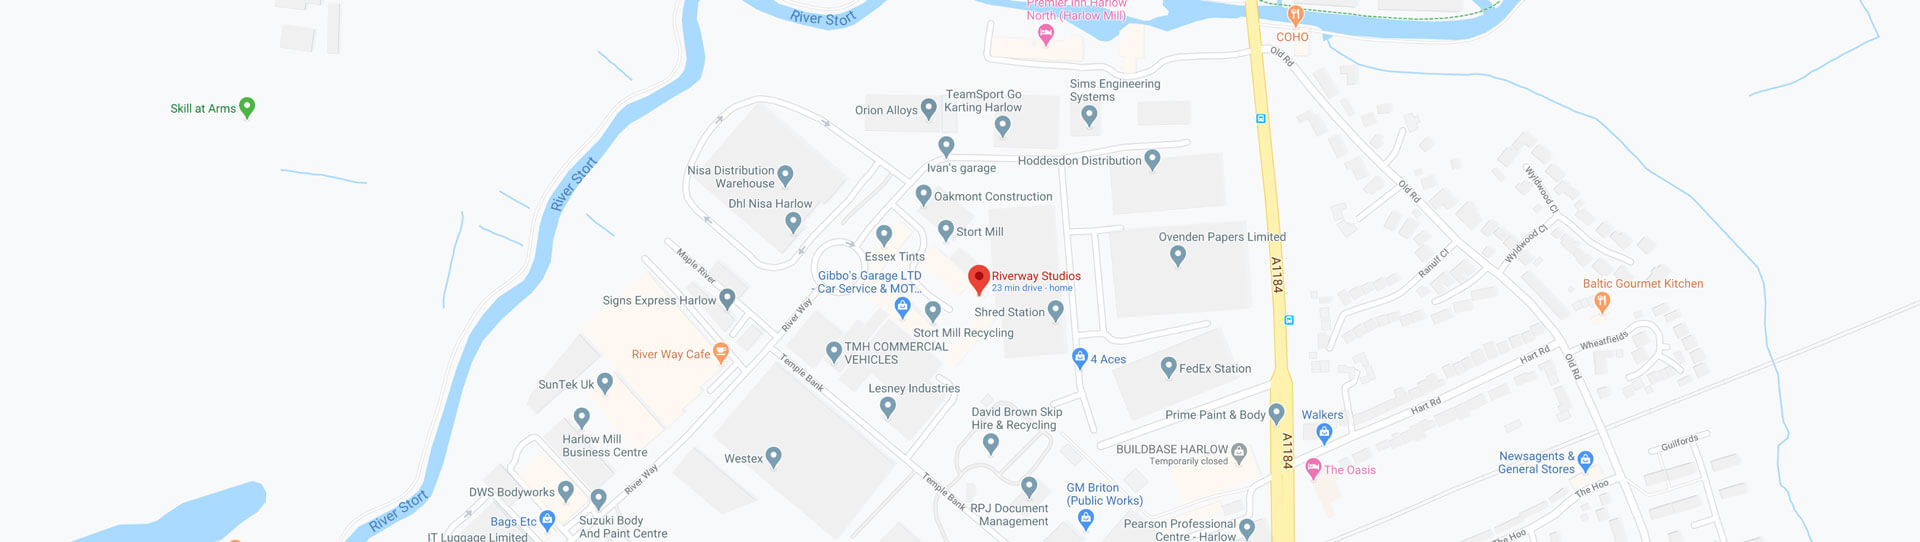 Premier Inn Harlow
North (Harlow Mill)
River Stort
COHO
Old Rd
Skill at Arms
Orion Alloys
TeamSport Go
Karting Harlow
Sims Engineering
Systems
Ivan's garage
Hoddesdon Distribution
River Stort
Nisa Distribution
Warehouse
Dhl Nisa Harlow
Oakmont Construction
Old Rd
Wyldwood Cl
Stort Mill
Essex Tints
Ovenden Papers Limited
Wyldwood Cl
Ranulf Cl
Maple River
Gibbo's Garage LTD
- Car Service & MOT...
Riverway Studios
23 min drive - home
A1184
Baltic Gourmet Kitchen
Signs Express Harlow
River Way
Shred Station
Stort Mill Recycling
TMH COMMERCIAL
VEHICLES
River Way Cafe
Temple Bank
4 Aces
FedEx Station
Hart Rd
Old Rd
Wheatfields
SunTek Uk
Lesney Industries
Hart Rd
Harlow Mill
Business Centre
David Brown Skip
Hire & Recycling
Prime Paint & Body
Walkers
A1184
BUILDBASE HARLOW
Temporarily closed
The Oasis
Guilfords
Newsagents &
General Stores
Westex
River Way
Temple Bank
The Hoo
DWS Bodyworks
River Stort
Bags Etc
Suzuki Body
And Paint Centre
IT Luggage Limited
RPJ Document
Management
GM Briton
(Public Works)
Pearson Professional
Centre - Harlow
The Hoo